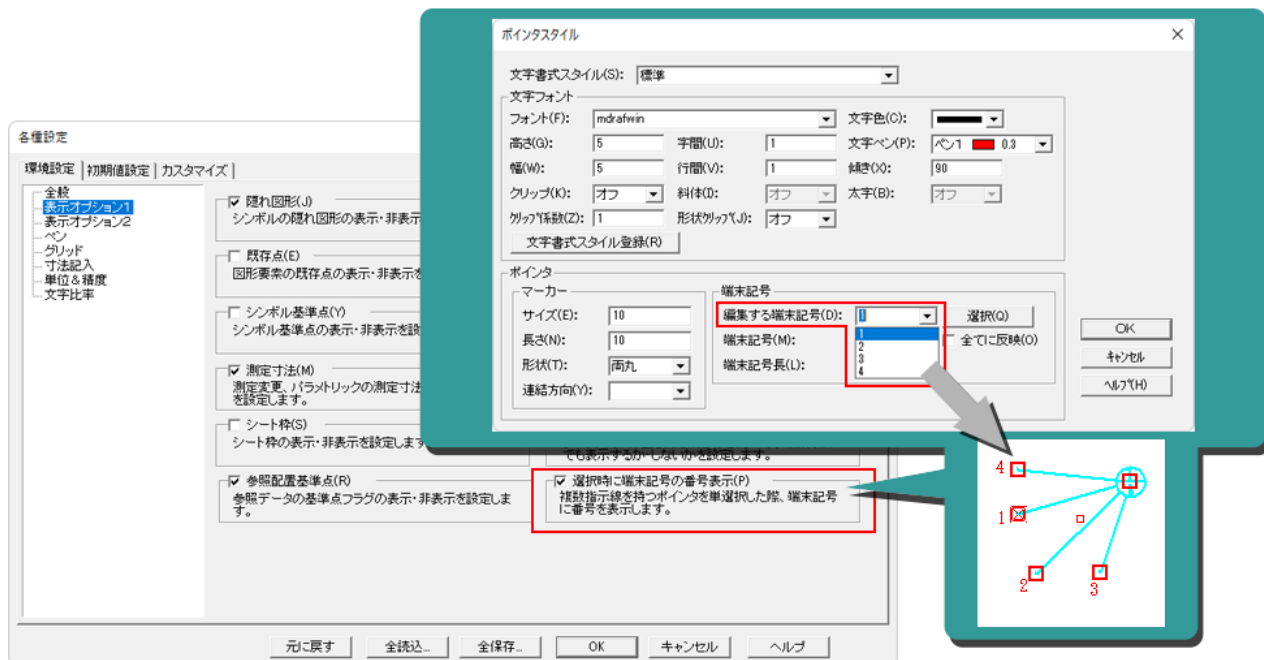 ポインタスタイル
文字書式スタイル(S): 標準
文字フォント
フォント(F): mdrafwin 文字色(C):
高さ(G): 5 字間(U): 1 文字ペン(P): ペン1 0.3
幅(W): 5 行間(V): 1 傾き(X): 90
クリップ(K): オフ 斜体(I): オフ 太字(B): オフ
クリップ係数(Z): 1 形状クリップ(J): オフ
文字書式スタイル登録(R)
ポインタ
マーカー
サイズ(E): 10
長さ(N): 10
形状(T): 両丸
連結方向(Y):
端末記号
編集する端末記号(D): 1 選択(Q)
1
2
3
4
端末記号(M): 全てに反映(O)
端末記号長(L):
OK
キャンセル
ヘルプ(H)
各種設定
環境設定 初期値設定 カスタマイズ
全般
表示オプション1
表示オプション2
ペン
グリッド
寸法記入
単位&精度
文字比率
隠れ図形(J)
シンボルの隠れ図形の表示・非表示
既存点(E)
図形要素の既存点の表示・非表示を
シンボル基準点(Y)
シンボル基準点の表示・非表示を設
測定寸法(M)
測定変更、パラメトリックの測定寸法
を設定します。
シート枠(S)
シート枠の表示・非表示を設定します
でも表示するか・しないかを設定します。
参照配置基準点(R)
参照データの基準点フラグの表示・非表示を設定しま
す。
選択時に端末記号の番号表示(P)
複数指示線を持つポインタを単選択した際、端末記号
に番号を表示します。
元に戻す 全読込... 全保存... OK キャンセル ヘルプ
4
1
2
3